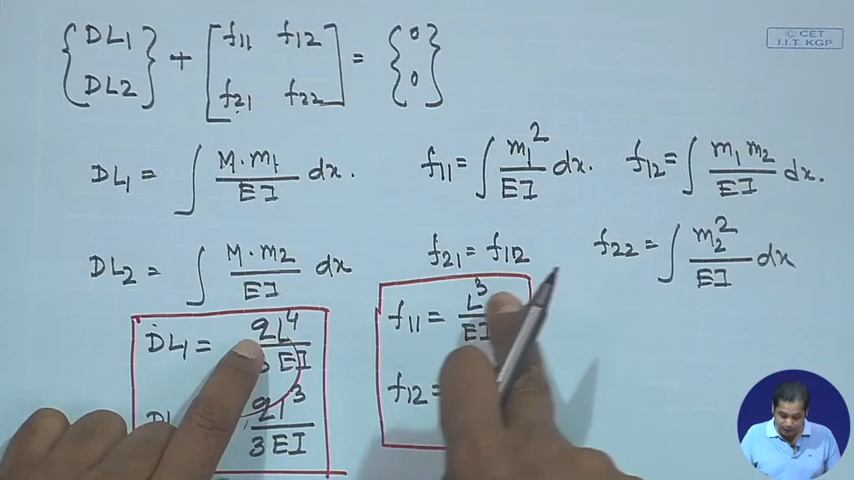 © CET
I.I.T. KGP
{DL1 DL2} + [f11 f12 f21 f22] = {0 0}
DL1 = ∫ M·m1/EI dx. f11 = ∫ m1²/EI dx. f12 = ∫ m1 m2/EI dx.
DL2 = ∫ M·m2/EI dx f21 = f12 f22 = ∫ m2²/EI dx
DL1 = qL⁴/3EI f11 = L³/EI
qL³/3EI f12 =